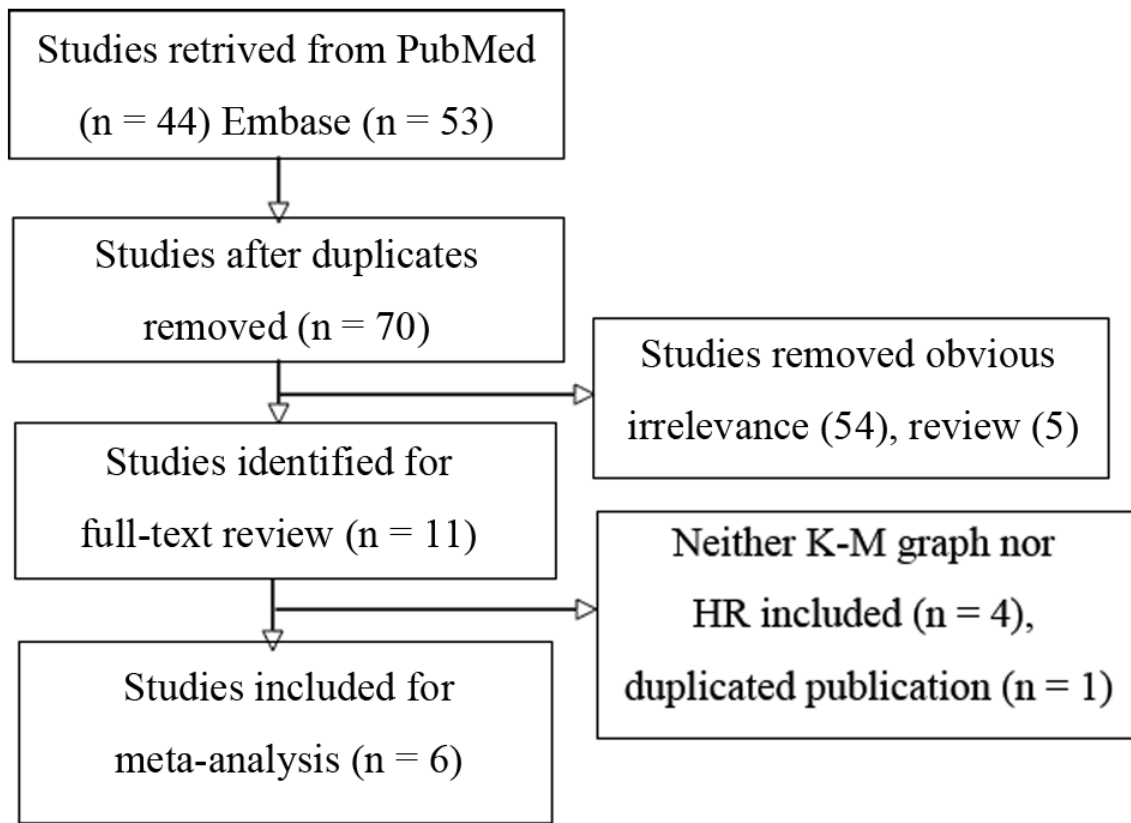 Studies retrived from PubMed
(n = 44) Embase (n = 53)
Studies after duplicates
removed (n = 70)
Studies removed obvious
irrelevance (54), review (5)
Studies identified for
full-text review (n = 11)
Neither K-M graph nor
HR included (n = 4),
duplicated publication (n = 1)
Studies included for
meta-analysis (n = 6)